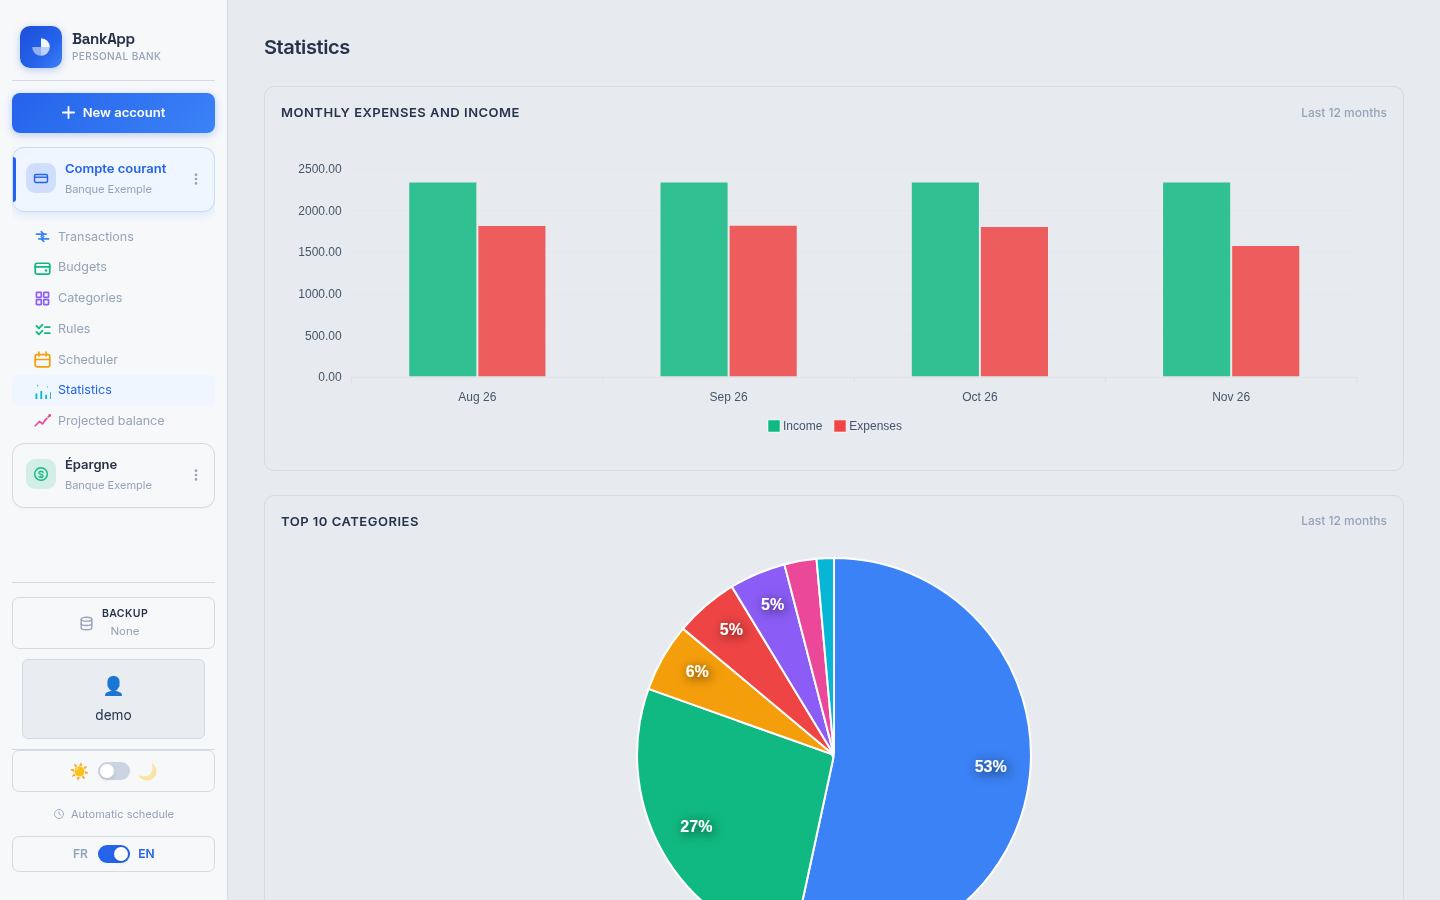 BankApp
PERSONAL BANK
New account
Compte courant
Banque Exemple
Transactions
Budgets
Categories
Rules
Scheduler
Statistics
Projected balance
Épargne
Banque Exemple
BACKUP
None
demo
Automatic schedule
FR EN
Statistics
MONTHLY EXPENSES AND INCOME
Last 12 months
2500.00
2000.00
1500.00
1000.00
500.00
0.00
Aug 26 Sep 26 Oct 26 Nov 26
Income Expenses
TOP 10 CATEGORIES
Last 12 months
5%
5%
6%
53%
27%